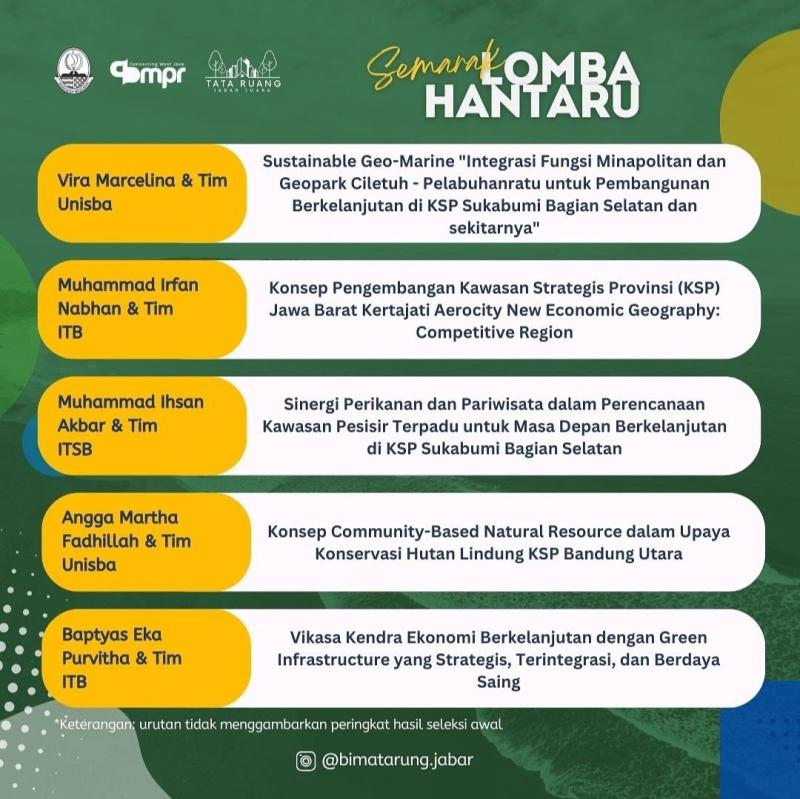 Connecting West Java
bmpr
TATA RUANG
JABAR JUARA
Semarak
LOMBA
HANTARU
Vira Marcelina & Tim
Unisba
Sustainable Geo-Marine "Integrasi Fungsi Minapolitan dan
Geopark Ciletuh - Pelabuhanratu untuk Pembangunan
Berkelanjutan di KSP Sukabumi Bagian Selatan dan
sekitarnya"
Muhammad Irfan
Nabhan & Tim
ITB
Konsep Pengembangan Kawasan Strategis Provinsi (KSP)
Jawa Barat Kertajati Aerocity New Economic Geography:
Competitive Region
Muhammad Ihsan
Akbar & Tim
ITSB
Sinergi Perikanan dan Pariwisata dalam Perencanaan
Kawasan Pesisir Terpadu untuk Masa Depan Berkelanjutan
di KSP Sukabumi Bagian Selatan
Angga Martha
Fadhillah & Tim
Unisba
Konsep Community-Based Natural Resource dalam Upaya
Konservasi Hutan Lindung KSP Bandung Utara
Baptyas Eka
Purvitha & Tim
ITB
Vikasa Kendra Ekonomi Berkelanjutan dengan Green
Infrastructure yang Strategis, Terintegrasi, dan Berdaya
Saing
*Keterangan: urutan tidak menggambarkan peringkat hasil seleksi awal
@bimatarung.jabar